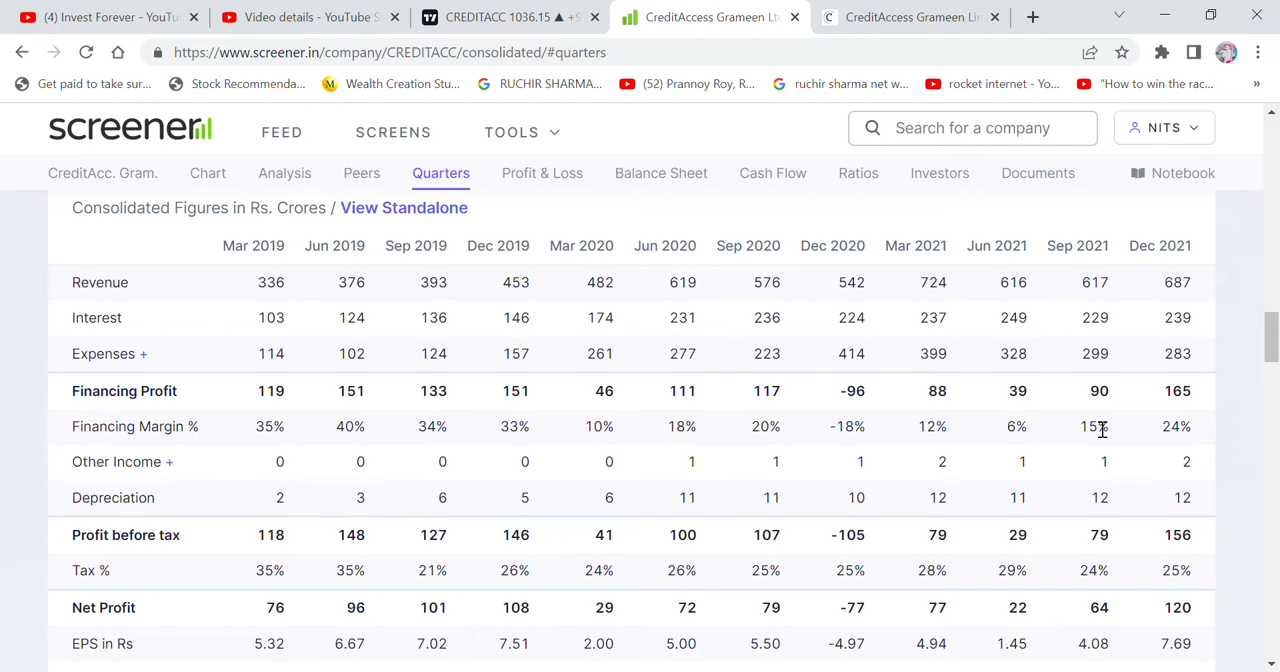 (4) Invest Forever - YouTu
Video details - YouTube S
CREDITACC 1036.15 ▲ +9
CreditAccess Grameen Lt
CreditAccess Grameen Lin
https://www.screener.in/company/CREDITACC/consolidated/#quarters
Get paid to take sur... Stock Recommenda... Wealth Creation Stu... RUCHIR SHARMA... (52) Prannoy Roy, R... ruchir sharma net w... rocket internet - Yo... "How to win the rac... »
screener FEED SCREENS TOOLS Search for a company NITS
CreditAcc. Gram. Chart Analysis Peers Quarters Profit & Loss Balance Sheet Cash Flow Ratios Investors Documents Notebook
Consolidated Figures in Rs. Crores / View Standalone
Mar 2019 Jun 2019 Sep 2019 Dec 2019 Mar 2020 Jun 2020 Sep 2020 Dec 2020 Mar 2021 Jun 2021 Sep 2021 Dec 2021
Revenue 336 376 393 453 482 619 576 542 724 616 617 687
Interest 103 124 136 146 174 231 236 224 237 249 229 239
Expenses + 114 102 124 157 261 277 223 414 399 328 299 283
Financing Profit 119 151 133 151 46 111 117 -96 88 39 90 165
Financing Margin % 35% 40% 34% 33% 10% 18% 20% -18% 12% 6% 15% 24%
Other Income + 0 0 0 0 0 1 1 1 2 1 1 2
Depreciation 2 3 6 5 6 11 11 10 12 11 12 12
Profit before tax 118 148 127 146 41 100 107 -105 79 29 79 156
Tax % 35% 35% 21% 26% 24% 26% 25% 25% 28% 29% 24% 25%
Net Profit 76 96 101 108 29 72 79 -77 77 22 64 120
EPS in Rs 5.32 6.67 7.02 7.51 2.00 5.00 5.50 -4.97 4.94 1.45 4.08 7.69